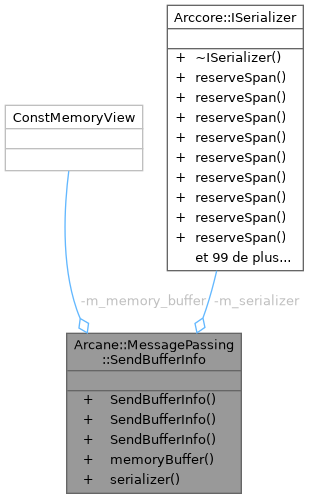 Arccore::ISerializer
+ ~ISerializer()
+ reserveSpan()
+ reserveSpan()
+ reserveSpan()
+ reserveSpan()
+ reserveSpan()
+ reserveSpan()
+ reserveSpan()
+ reserveSpan()
+ reserveSpan()
et 99 de plus...
ConstMemoryView
-m_memory_buffer
-m_serializer
Arcane::MessagePassing
::SendBufferInfo
+ SendBufferInfo()
+ SendBufferInfo()
+ SendBufferInfo()
+ memoryBuffer()
+ serializer()